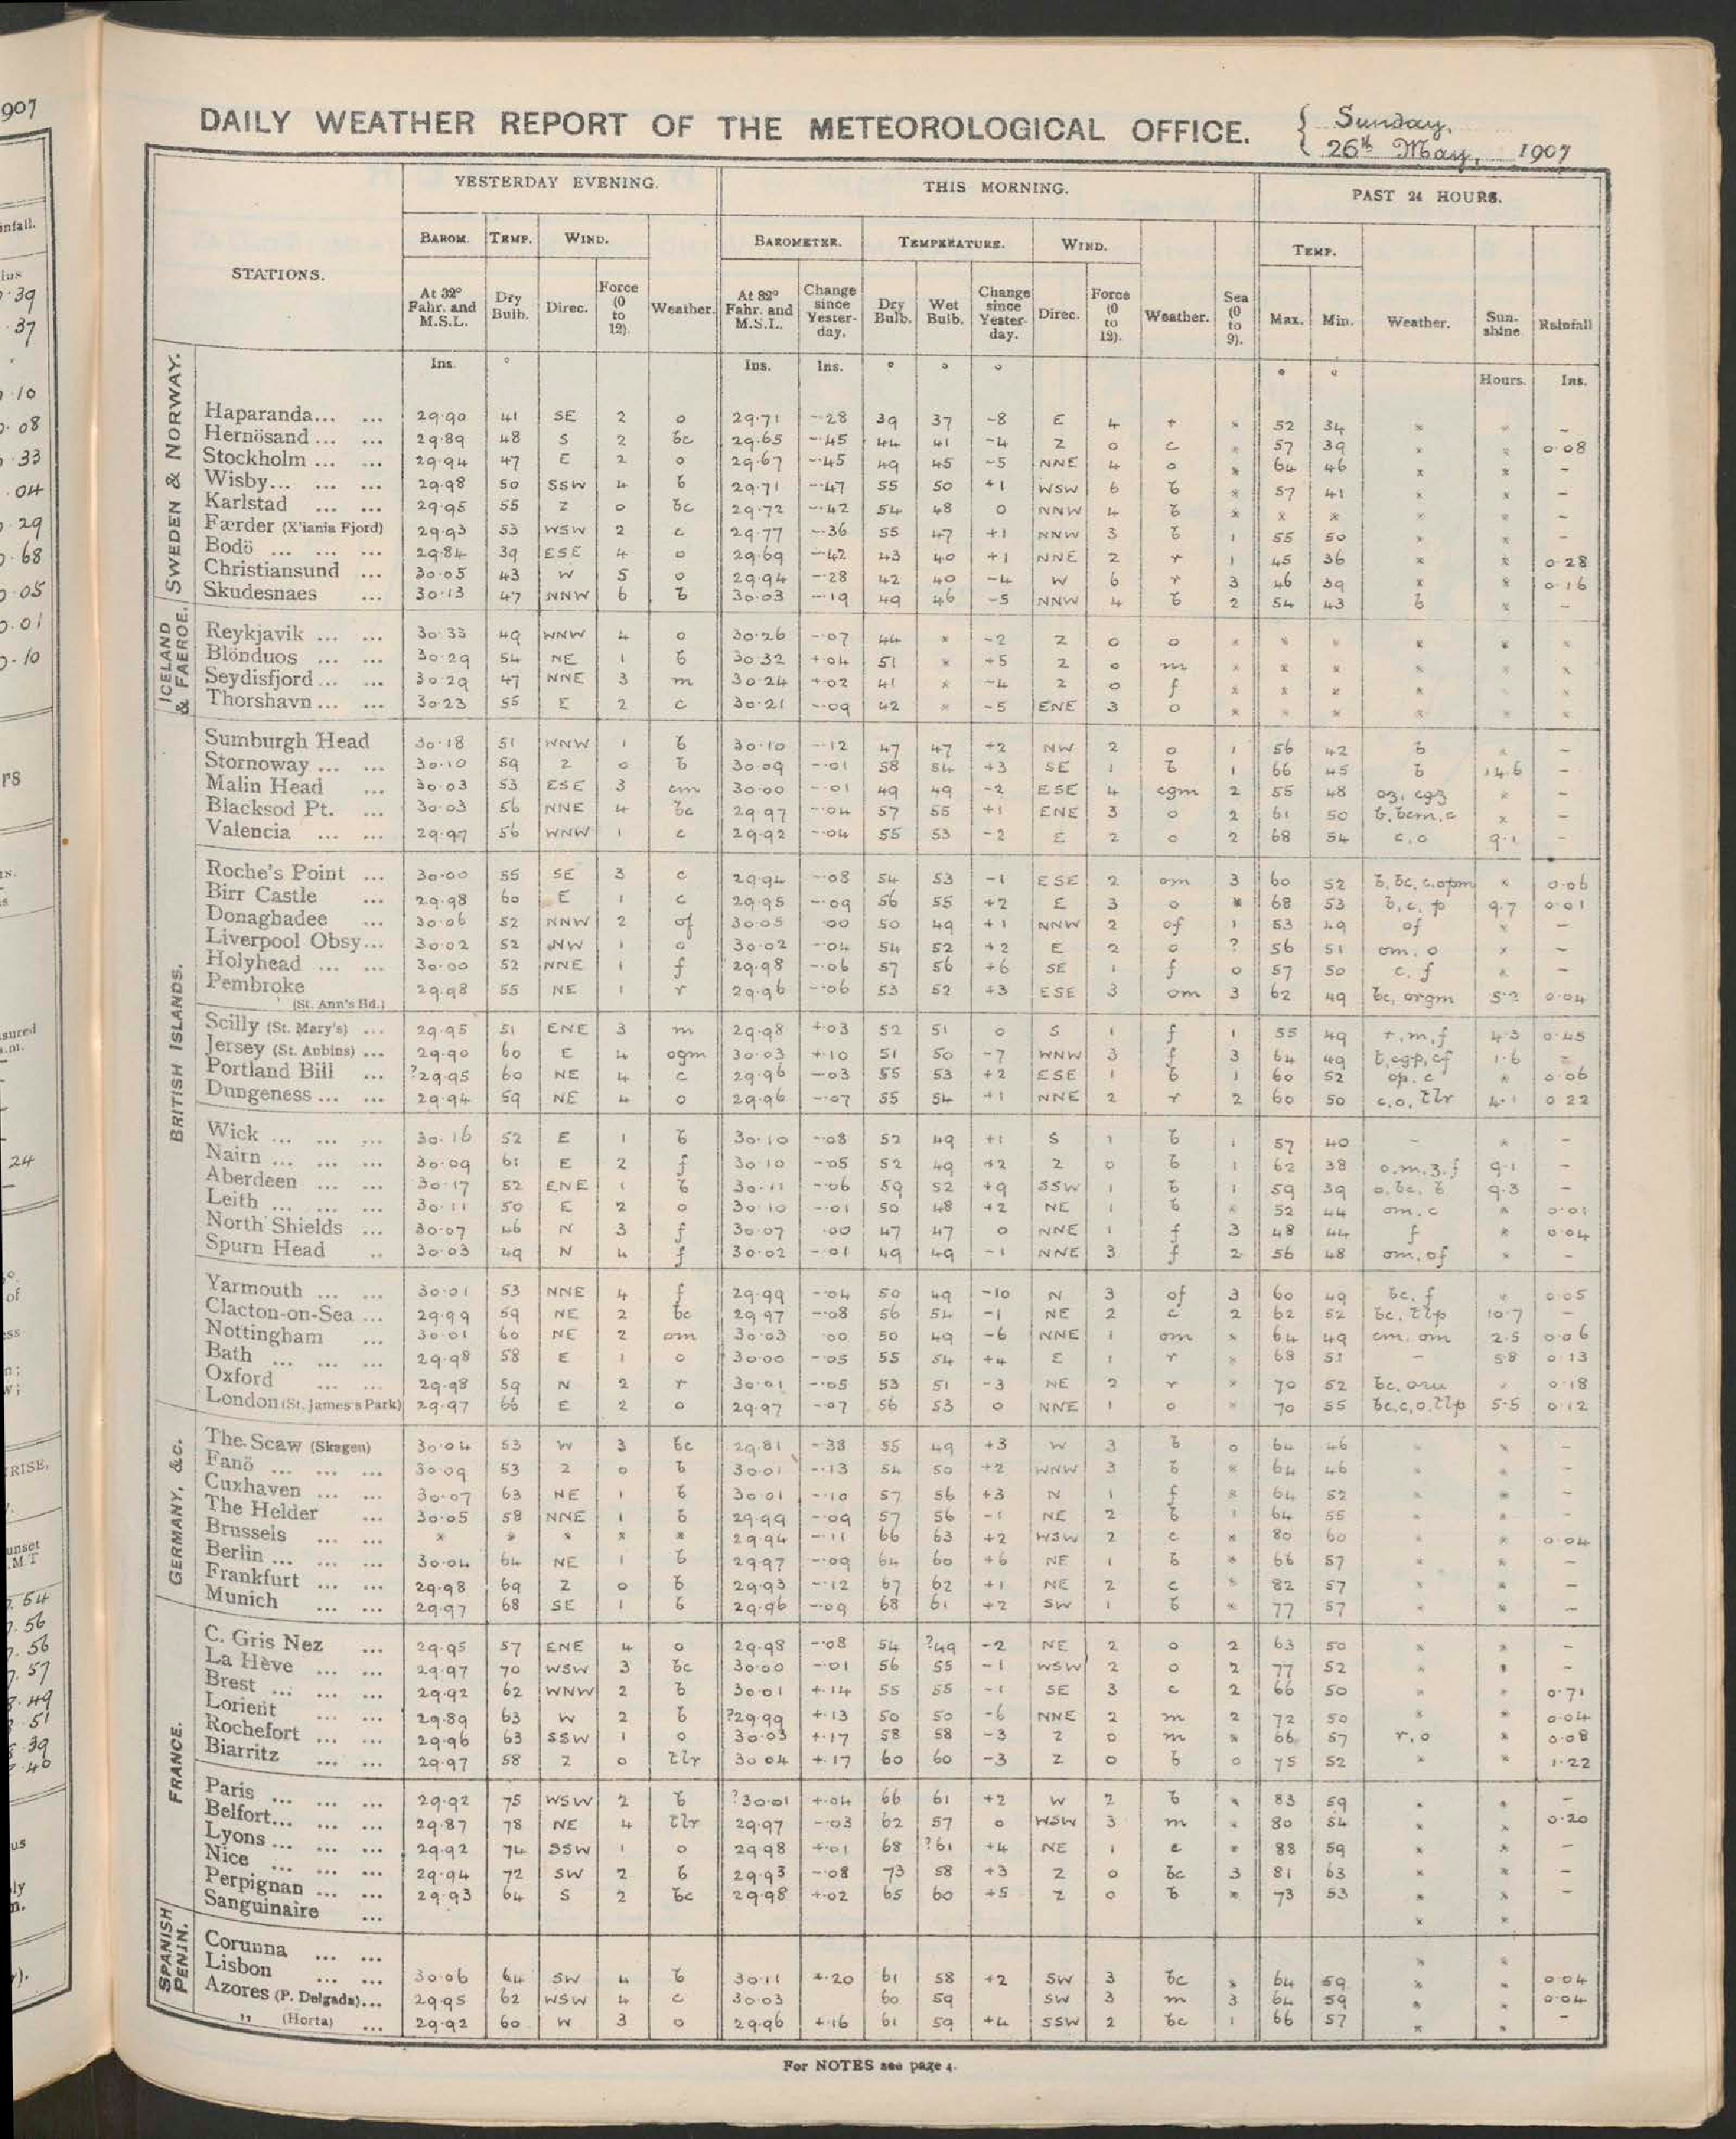 907
DAILY WEATHER REPORT OF THE METEOROLOGICAL OFFICE.
Sunday,
26th May, 1907
STATIONS.
YESTERDAY EVENING. THIS MORNING. PAST 24 HOURS.
BAROM. TEMP. WIND. BAROMETER. TEMPERATURE. WIND. TEMP.
At 32° Fahr. and M.S.L. Dry Bulb. Direc. Force (0 to 12). Weather. At 32° Fahr. and M.S.L. Change since Yesterday. Dry Bulb. Wet Bulb. Change since Yesterday. Direc. Force (0 to 12). Weather. Sea (0 to 9). Max. Min. Weather. Sunshine Rainfall
Ins. ° Ins. Ins. ° ° ° ° ° Hours. Ins.
SWEDEN & NORWAY.
Haparanda... ... 29.90 41 SE 2 o 29.71 -.28 39 37 -8 E 4 * 52 34 * * -
Hernösand ... ... 29.89 48 S 2 bc 29.65 -.45 44 41 -4 Z 0 c * 57 39 * * 0.08
Stockholm ... ... 29.94 47 E 2 o 29.67 -.45 49 45 -5 NNE 4 o * 64 46 * * -
Wisby... ... ... 29.98 50 SSW 4 b 29.71 -.47 55 50 +1 WSW 6 b * 57 41 * * -
Karlstad ... ... 29.95 55 Z 0 bc 29.72 -.42 54 48 0 NNW 4 b * * * * * -
Færder (X'iania Fjord) 29.93 53 WSW 2 c 29.77 -.36 55 47 +1 NNW 3 b 1 55 50 * * -
Bodö ... ... ... 29.84 39 ESE 4 o 29.69 -.42 43 40 +1 NNE 2 r 1 45 36 * * 0.28
Christiansund ... 30.05 43 W 5 o 29.94 -.28 42 40 -4 W 6 r 3 46 39 * * 0.16
Skudesnaes ... 30.13 47 NNW 6 b 30.03 -.19 49 46 -5 NNW 4 b 2 54 43 b * -
ICELAND & FAEROE.
Reykjavik ... ... 30.33 49 WNW 4 o 30.26 -.07 44 * -2 Z 0 o * * * * * *
Blönduos ... ... 30.29 54 NE 1 b 30.32 +.04 51 * +5 Z 0 m * * * * * *
Seydisfjord ... ... 30.29 47 NNE 3 m 30.24 +.02 41 * -4 Z 0 f * * * * * *
Thorshavn ... ... 30.23 55 E 2 c 30.21 -.09 42 * -5 ENE 3 o * * * * * *
BRITISH ISLANDS.
Sumburgh Head 30.18 51 WNW 1 b 30.10 -.12 47 47 +2 NW 2 o 1 56 42 b * -
Stornoway ... ... 30.10 59 Z 0 b 30.09 -.01 58 54 +3 SE 1 b 1 66 45 b 14.6 -
Malin Head ... 30.03 53 ESE 3 cm 30.00 -.01 49 49 -2 ESE 4 cgm 2 55 48 oz, cgz * -
Blacksod Pt. ... 30.03 56 NNE 4 bc 29.97 -.04 57 55 +1 ENE 3 o 2 61 50 b, bcm, c * -
Valencia ... ... 29.97 56 WNW 1 c 29.92 -.04 55 53 -2 E 2 o 2 68 54 c, o 9.1 -
Roche's Point ... 30.00 55 SE 3 c 29.94 -.08 54 53 -1 ESE 2 om 3 60 52 b, bc, c, opm * 0.06
Birr Castle 29.98 60 E 1 c 29.95 -.09 56 55 +2 E 3 o * 68 53 b, c, p 9.7 0.01
Donaghadee ... 30.06 52 NNW 2 of 30.05 .00 50 49 +1 NNW 2 of 1 53 49 of * -
Liverpool Obsy... 30.02 52 NW 1 o 30.02 -.04 54 52 +2 E 2 o ? 56 51 om, o * -
Holyhead ... ... 30.00 52 NNE 1 f 29.98 -.06 57 56 +6 SE 1 f 0 57 50 c, f * -
Pembroke (St. Ann's Hd.) 29.98 55 NE 1 r 29.96 -.06 53 52 +3 ESE 3 om 3 62 49 bc, orgm 5.2 0.04
Scilly (St. Mary's) ... 29.95 51 ENE 3 m 29.98 +.03 52 51 0 S 1 f 1 55 49 r, m, f 4.3 0.45
Jersey (St. Aubins) ... 29.90 60 E 4 ogm 30.03 +.10 51 50 -7 WNW 3 f 3 64 49 b, cgp, cf 1.6 -
Portland Bill ... ?29.95 60 NE 4 c 29.96 -.03 55 53 +2 ESE 1 b 1 60 52 op, c * 0.06
Dungeness ... ... 29.94 59 NE 4 o 29.96 -.07 55 54 +1 NNE 2 r 2 60 50 c, o, tlr 4.1 0.22
Wick ... ... ... 30.16 52 E 1 b 30.10 -.08 52 49 +1 S 1 b 1 57 40 - * -
Nairn ... ... ... 30.09 61 E 2 f 30.10 -.05 52 49 +2 Z 0 b 1 62 38 o, m, z, f 9.1 -
Aberdeen ... ... 30.17 52 ENE 1 b 30.11 -.06 59 52 +9 SSW 1 b 1 59 39 o, bc, b 9.3 -
Leith ... ... ... 30.11 50 E 2 o 30.10 -.01 50 48 +2 NE 1 b * 52 44 om, c * 0.01
North Shields ... 30.07 46 N 3 f 30.07 .00 47 47 0 NNE 1 f 3 48 44 f * 0.04
Spurn Head .. 30.03 49 N 4 f 30.02 -.01 49 49 -1 NNE 3 f 2 56 48 om, of * -
Yarmouth ... ... 30.01 53 NNE 4 f 29.99 -.04 50 49 -10 N 3 of 3 60 49 bc, f * 0.05
Clacton-on-Sea ... 29.99 59 NE 2 bc 29.97 -.08 56 54 -1 NE 2 c 2 62 52 bc, tlp 10.7 -
Nottingham ... 30.01 60 NE 2 om 30.03 .00 50 49 -6 NNE 1 om * 64 49 cm, om 2.5 0.06
Bath ... ... ... 29.98 58 E 1 o 30.00 -.05 55 54 +4 E 1 r * 68 51 - 5.8 0.13
Oxford ... ... 29.98 59 N 2 r 30.01 -.05 53 51 -3 NE 2 r * 70 52 bc, oru * 0.18
London (St. James's Park) 29.97 66 E 2 o 29.97 -.07 56 53 0 NNE 1 o * 70 55 bc, c, o, tlp 5.5 0.12
GERMANY, &c.
The Scaw (Skagen) 30.04 53 W 3 bc 29.81 -.38 55 49 +3 W 3 b 0 64 46 * * -
Fanö ... ... ... 30.09 53 Z 0 b 30.01 -.13 54 50 +2 WNW 3 b * 64 46 * * -
Cuxhaven ... ... 30.07 63 NE 1 b 30.01 -.10 57 56 +3 N 1 f * 64 52 * * -
The Helder ... 30.05 58 NNE 1 b 29.99 -.09 57 56 -1 NE 2 b 1 64 55 * * -
Brussels ... ... * * * * * 29.94 -.11 66 63 +2 WSW 2 c * 80 60 * * 0.04
Berlin ... ... ... 30.04 64 NE 1 b 29.97 -.09 64 60 +6 NE 1 b * 66 57 * * -
Frankfurt ... ... 29.98 69 Z 0 b 29.93 -.12 67 62 +1 NE 2 c * 82 57 * * -
Munich ... ... 29.97 68 SE 1 b 29.96 -.09 68 61 +2 SW 1 b * 77 57 * * -
FRANCE.
C. Gris Nez ... 29.95 57 ENE 4 o 29.98 -.08 54 ?49 -2 NE 2 o 2 63 50 * * -
La Hève ... ... 29.97 70 WSW 3 bc 30.00 -.01 56 55 -1 WSW 2 o 2 77 52 * * -
Brest ... ... ... 29.92 62 WNW 2 b 30.01 +.14 55 55 -1 SE 3 c 2 66 50 * * 0.71
Lorient ... ... 29.89 63 W 2 b ?29.99 +.13 50 50 -6 NNE 2 m 2 72 50 * * 0.04
Rochefort ... ... 29.96 63 SSW 1 o 30.03 +.17 58 58 -3 Z 0 m * 66 57 r, o * 0.08
Biarritz ... ... 29.97 58 Z 0 tlr 30.04 +.17 60 60 -3 Z 0 b 0 75 52 * * 1.22
Paris ... ... ... 29.92 75 WSW 2 b ?30.01 +.04 66 61 +2 W 2 b * 83 59 * * -
Belfort... ... ... 29.87 78 NE 4 tlr 29.97 -.03 62 57 0 WSW 3 m * 80 54 * * 0.20
Lyons ... ... ... 29.92 74 SSW 1 o 29.98 +.01 68 ?61 +4 NE 1 c * 88 59 * * -
Nice ... ... ... 29.94 72 SW 2 b 29.93 -.08 73 58 +3 Z 0 bc 3 81 63 * * -
Perpignan ... ... 29.93 64 S 2 bc 29.98 +.02 65 60 +5 Z 0 b * 73 53 * * -
Sanguinaire ... * *
SPANISH PENIN.
Corunna ... ... * *
Lisbon ... ... 30.06 64 SW 4 b 30.11 +.20 61 58 +2 SW 3 bc * 64 59 * * 0.04
Azores (P. Delgada)... 29.95 62 WSW 4 c 30.03 60 59 SW 3 m 3 64 59 * * 0.04
" (Horta) ... 29.92 60 W 3 o 29.96 +.16 61 59 +4 SSW 2 bc 1 66 57 * * -
For NOTES see page 4.